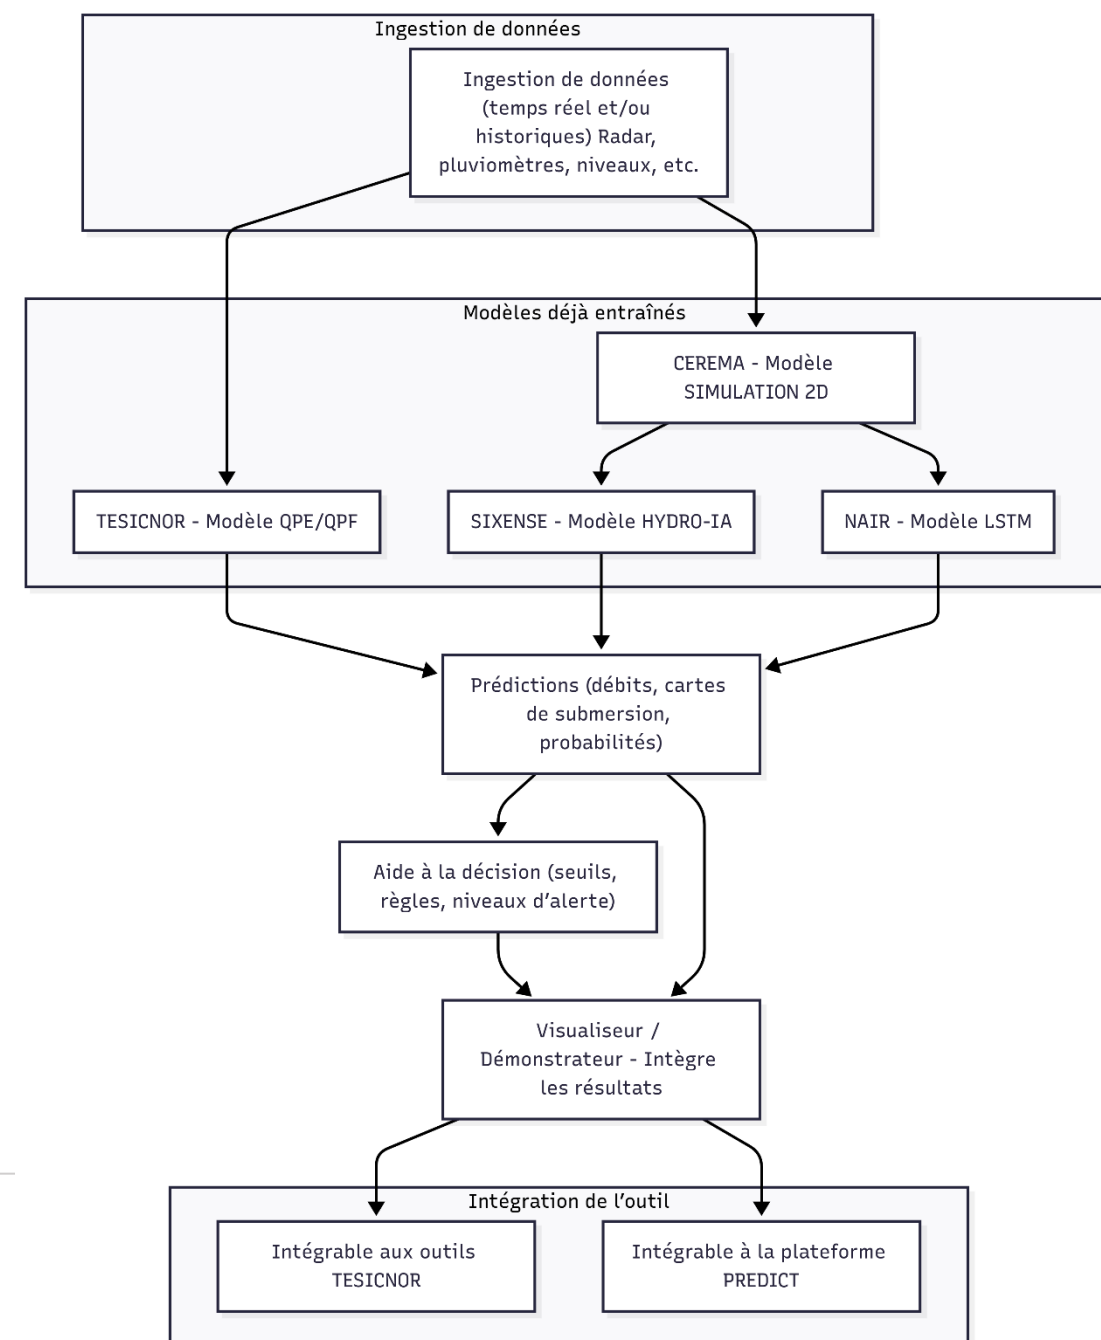 Ingestion de données
Ingestion de données
(temps réel et/ou
historiques) Radar,
pluviomètres, niveaux, etc.
Modèles déjà entraînés
CEREMA - Modèle
SIMULATION 2D
TESICNOR - Modèle QPE/QPF
SIXENSE - Modèle HYDRO-IA
NAIR - Modèle LSTM
Prédictions (débits, cartes
de submersion,
probabilités)
Aide à la décision (seuils,
règles, niveaux d’alerte)
Visualiseur /
Démonstrateur - Intègre
les résultats
Intégration de l’outil
Intégrable aux outils
TESICNOR
Intégrable à la plateforme
PREDICT